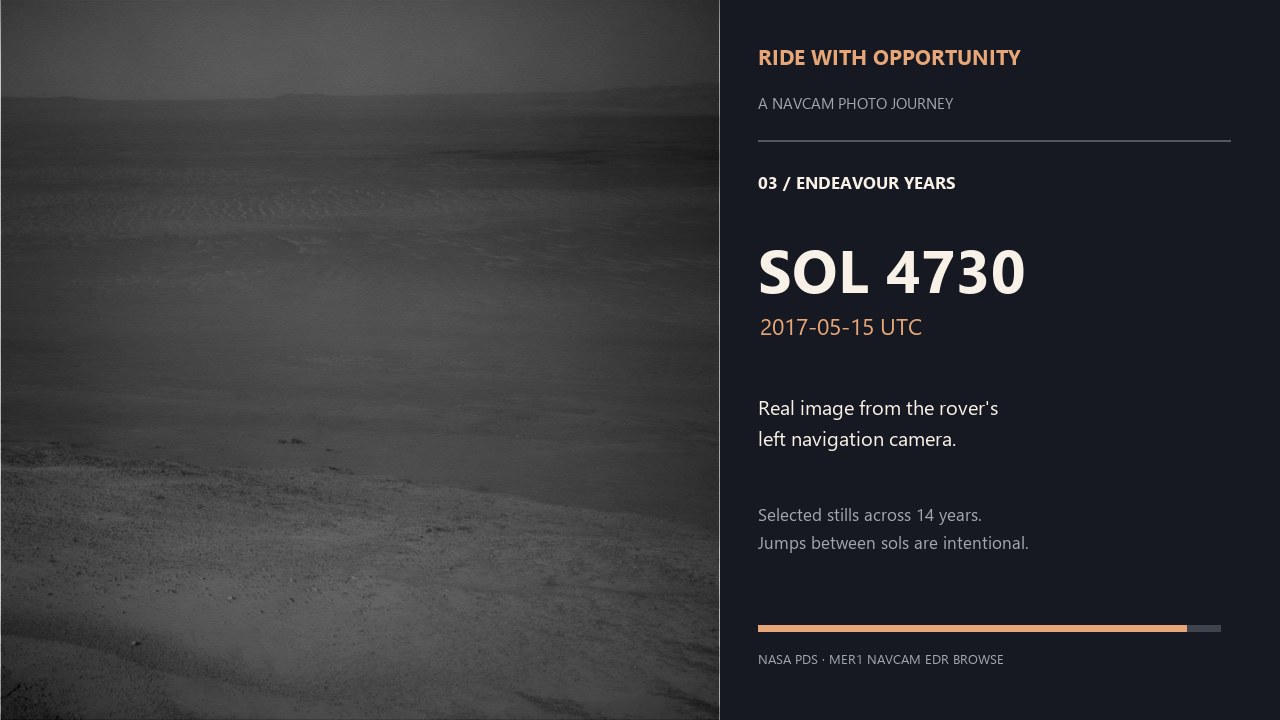 RIDE WITH OPPORTUNITY
A NAVCAM PHOTO JOURNEY
03 / ENDEAVOUR YEARS
SOL 4730
2017-05-15 UTC
Real image from the rover's
left navigation camera.
Selected stills across 14 years.
Jumps between sols are intentional.
NASA PDS · MER1 NAVCAM EDR BROWSE